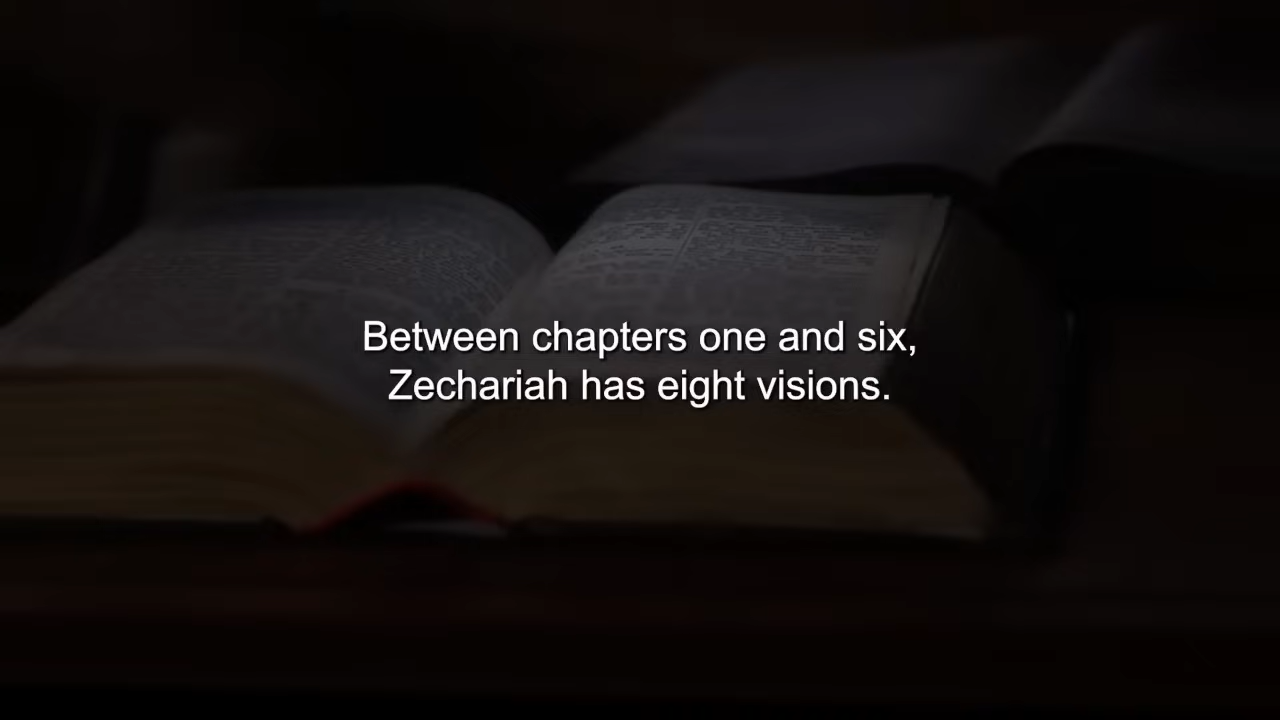 Between chapters one and six,
Zechariah has eight visions.